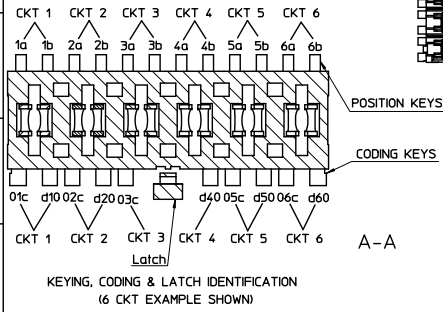 CKT 1 CKT 2 CKT 3 CKT 4 CKT 5 CKT 6
1a 1b 2a 2b 3a 3b 4a 4b 5a 5b 6a 6b
POSITION KEYS
CODING KEYS
01c d10 02c d20 03c d40 05c d50 06c d60
CKT 1 CKT 2 CKT 3 CKT 4 CKT 5 CKT 6
A-A
Latch
KEYING, CODING & LATCH IDENTIFICATION
(6 CKT EXAMPLE SHOWN)